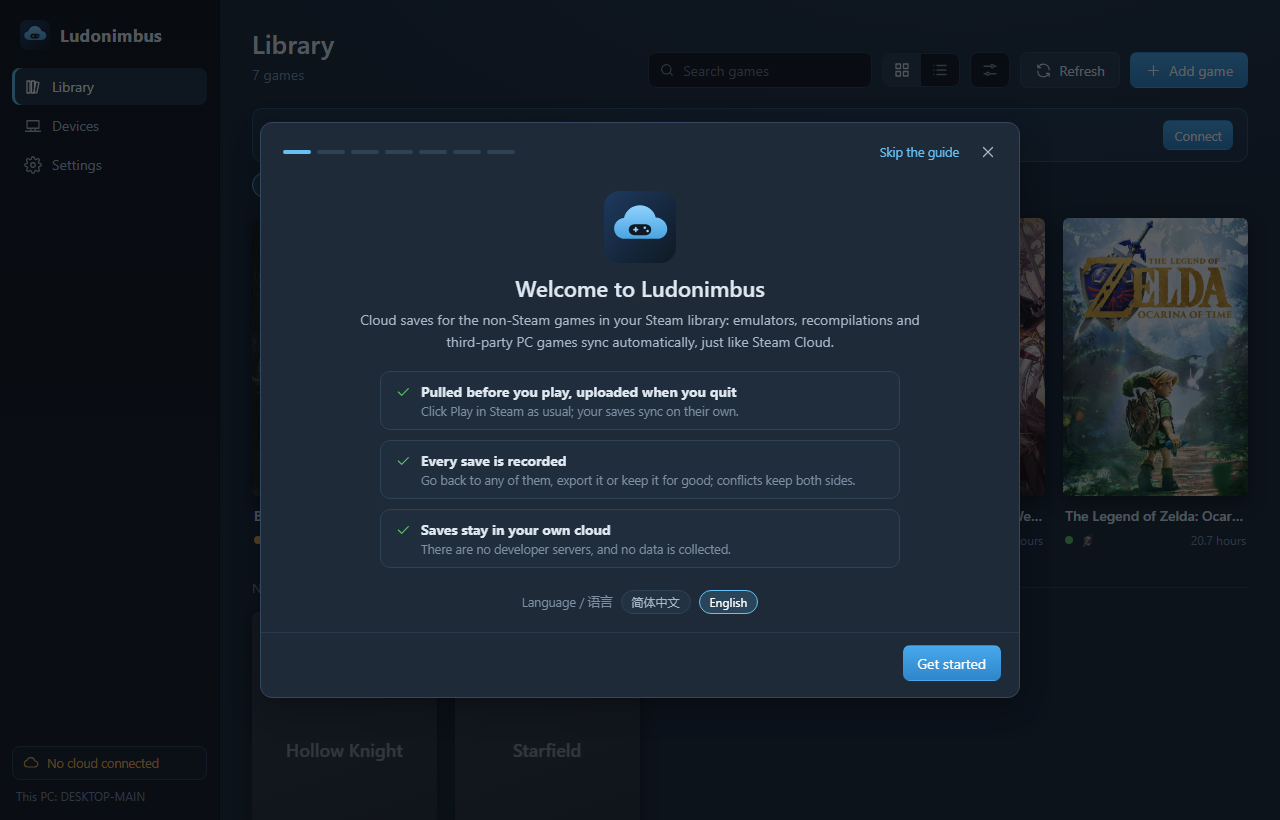 Ludonimbus
Library
Devices
Settings
No cloud connected
This PC: DESKTOP-MAIN
Library
7 games
Search games
Refresh
Add game
Connect
Skip the guide
Welcome to Ludonimbus
Cloud saves for the non-Steam games in your Steam library: emulators, recompilations and
third-party PC games sync automatically, just like Steam Cloud.
Pulled before you play, uploaded when you quit
Click Play in Steam as usual; your saves sync on their own.
Every save is recorded
Go back to any of them, export it or keep it for good; conflicts keep both sides.
Saves stay in your own cloud
There are no developer servers, and no data is collected.
Language / 语言 简体中文 English
Get started
THE LEGEND OF
ZELDA
OCARINA OF TIME
The Legend of Zelda: Ocar...
20.7 hours
Hollow Knight
Starfield